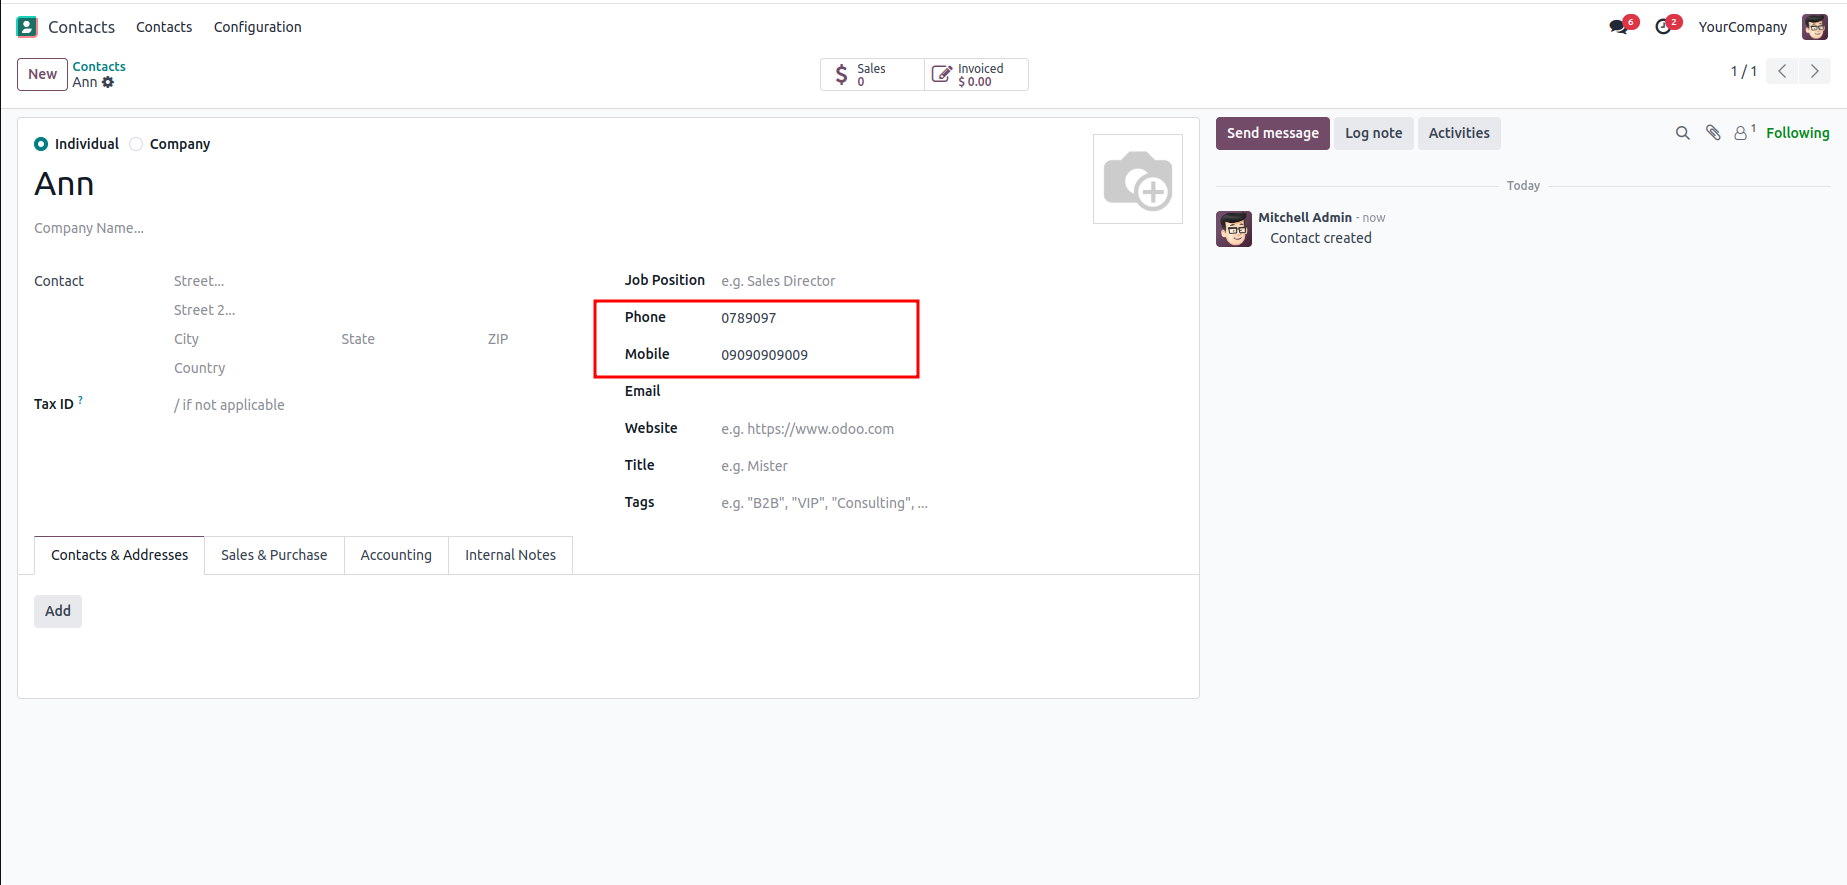 Contacts Contacts Configuration 6 2 YourCompany
New Contacts Sales 0 Invoiced $ 0.00 1 / 1
Ann
Individual Company
Ann
Company Name...
Contact Street...
Street 2...
City State ZIP
Country
Tax ID ? / if not applicable
Job Position e.g. Sales Director
Phone 0789097
Mobile 09090909009
Email
Website e.g. https://www.odoo.com
Title e.g. Mister
Tags e.g. "B2B", "VIP", "Consulting", ...
Contacts & Addresses Sales & Purchase Accounting Internal Notes
Add
Send message Log note Activities 1 Following
Today
Mitchell Admin - now
Contact created